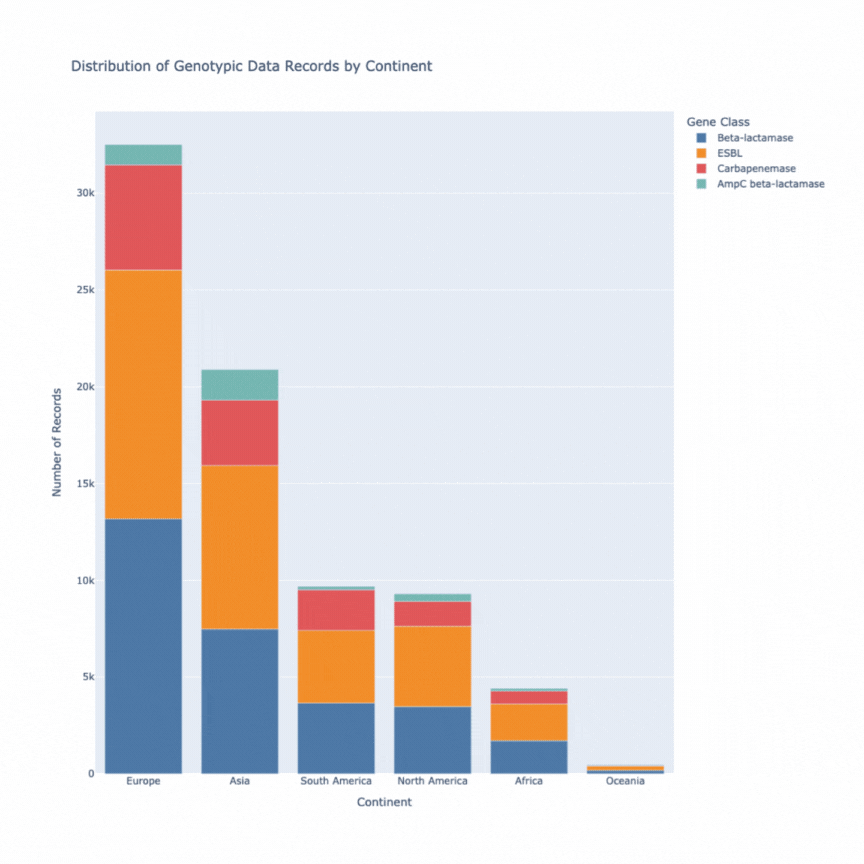 Distribution of Genotypic Data Records by Continent
Gene Class
Beta-lactamase
ESBL
Carbapenemase
AmpC beta-lactamase
Number of Records
30k
25k
20k
15k
10k
5k
0
Europe Asia South America North America Africa Oceania
Continent